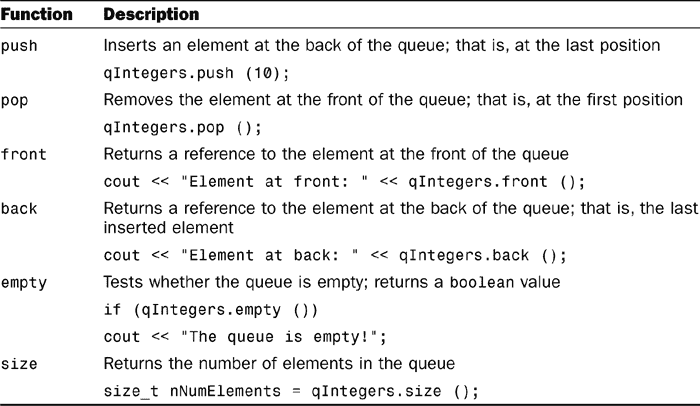 Function Description
push Inserts an element at the back of the queue; that is, at the last position
qIntegers.push (10);
pop Removes the element at the front of the queue; that is, at the first position
qIntegers.pop ();
front Returns a reference to the element at the front of the queue
cout << "Element at front: " << qIntegers.front ();
back Returns a reference to the element at the back of the queue; that is, the last
inserted element
cout << "Element at back: " << qIntegers.back ();
empty Tests whether the queue is empty; returns a boolean value
if (qIntegers.empty ())
cout << "The queue is empty!";
size Returns the number of elements in the queue
size_t nNumElements = qIntegers.size ();